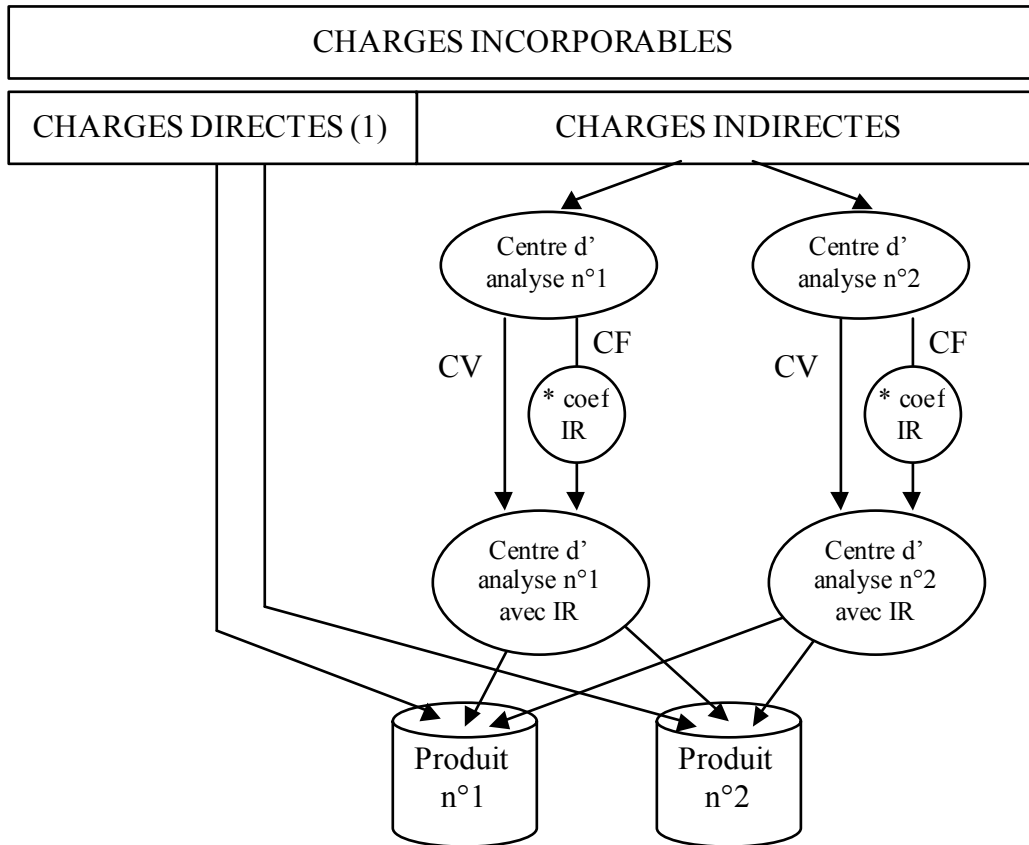 CHARGES INCORPORABLES
CHARGES DIRECTES (1)
CHARGES INDIRECTES
Centre d’
analyse n°1
Centre d’
analyse n°2
CV
CF
CV
CF
* coef
IR
* coef
IR
Centre d’
analyse n°1
avec IR
Centre d’
analyse n°2
avec IR
Produit
n°1
Produit
n°2